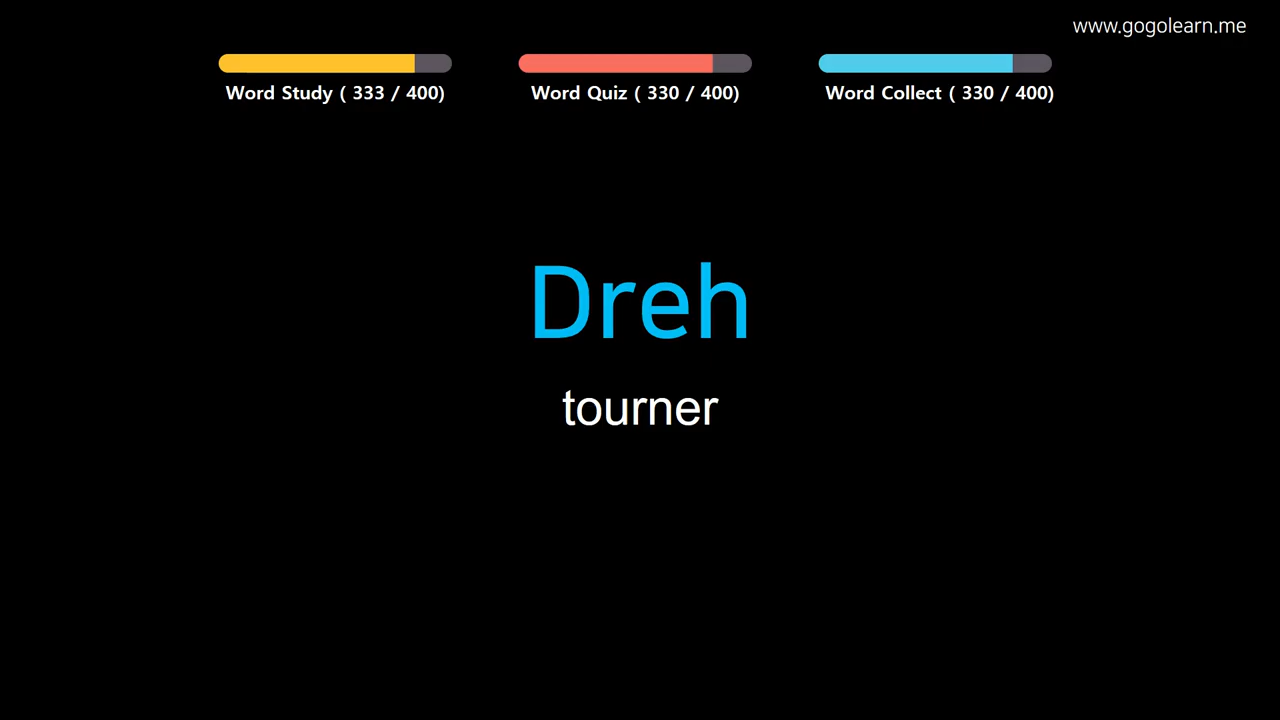 www.gogolearn.me
Word Study ( 333 / 400)
Word Quiz ( 330 / 400)
Word Collect ( 330 / 400)
Dreh
tourner